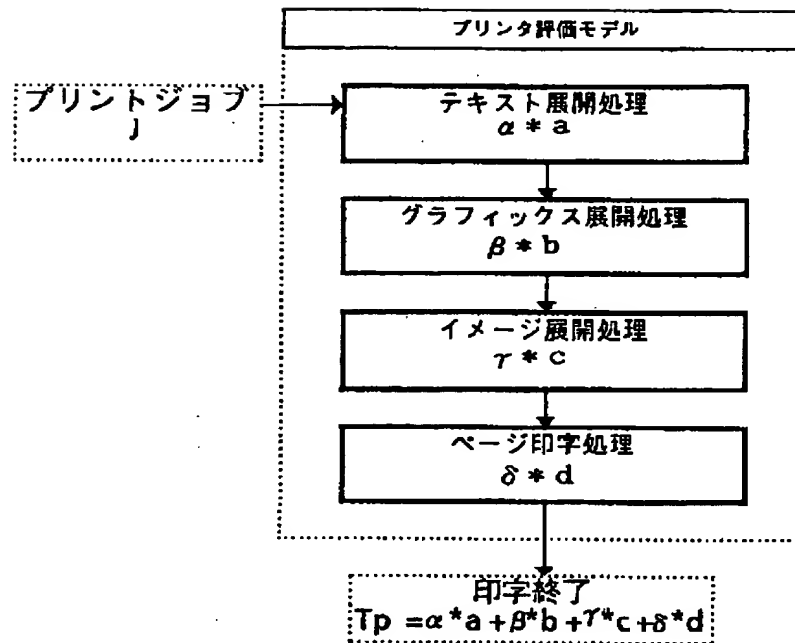 プリンタ評価モデル
プリントジョブ
J
テキスト展開処理
α * a
グラフィックス展開処理
β * b
イメージ展開処理
γ * c
ページ印字処理
δ * d
印字終了
Tp =α*a+β*b+γ*c+δ*d